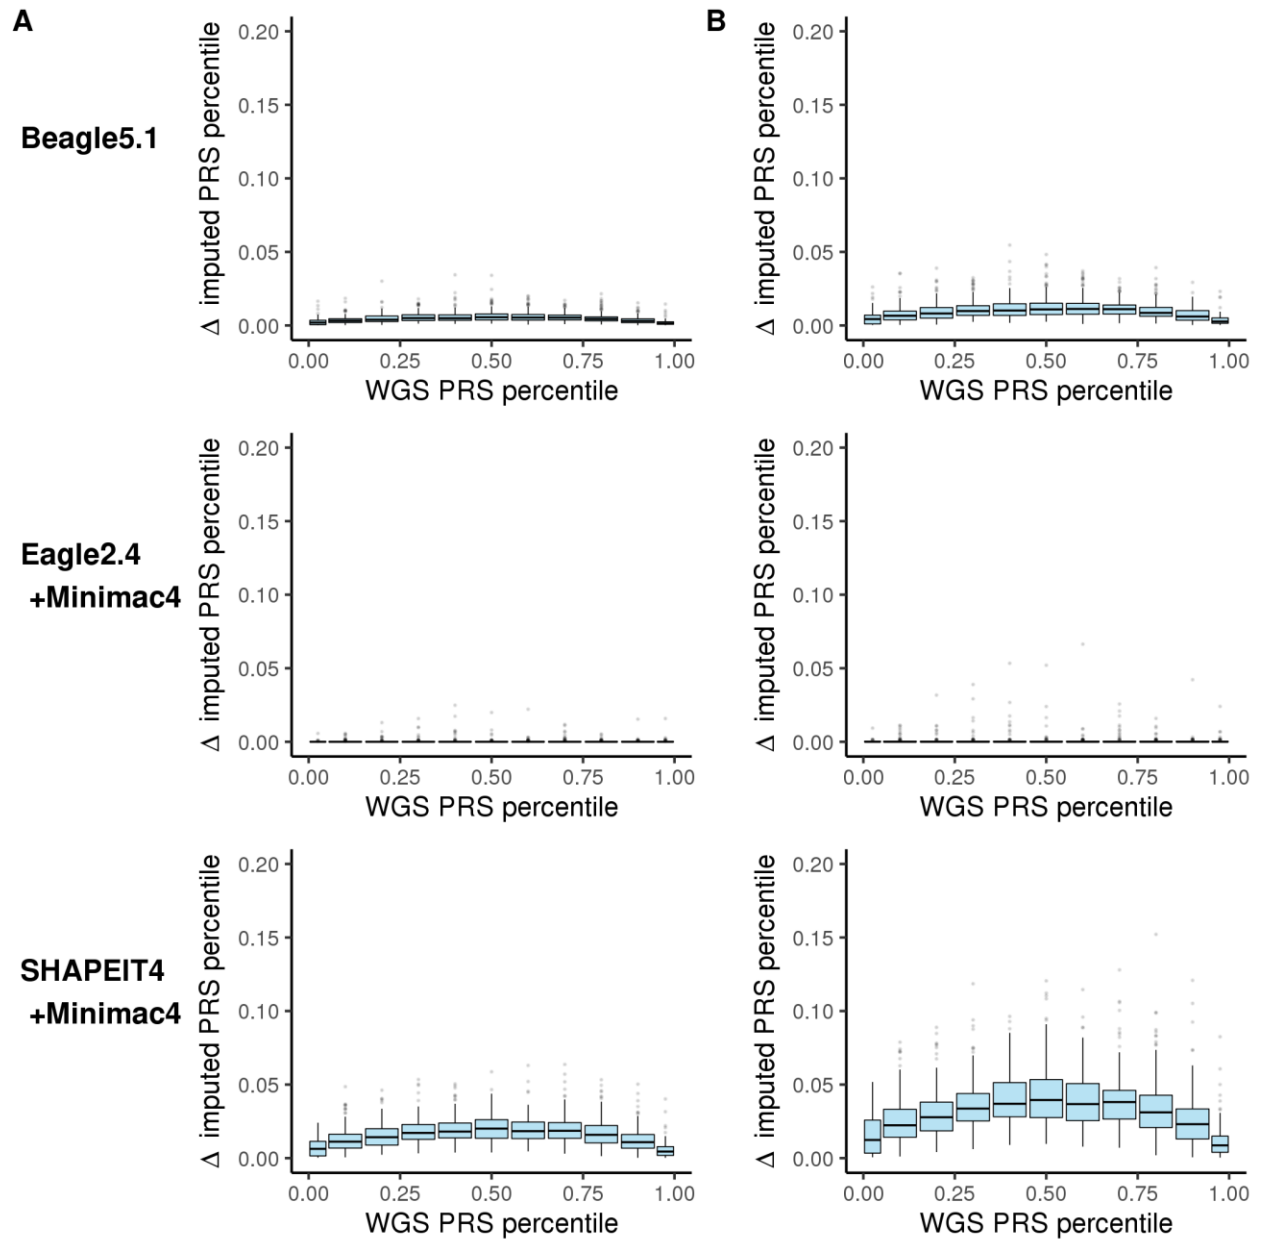 A
B
Beagle5.1
Δ imputed PRS percentile
0.20
0.15
0.10
0.05
0.00
0.00 0.25 0.50 0.75 1.00
WGS PRS percentile
Δ imputed PRS percentile
0.20
0.15
0.10
0.05
0.00
0.00 0.25 0.50 0.75 1.00
WGS PRS percentile
Eagle2.4
+Minimac4
Δ imputed PRS percentile
0.20
0.15
0.10
0.05
0.00
0.00 0.25 0.50 0.75 1.00
WGS PRS percentile
Δ imputed PRS percentile
0.20
0.15
0.10
0.05
0.00
0.00 0.25 0.50 0.75 1.00
WGS PRS percentile
SHAPEIT4
+Minimac4
Δ imputed PRS percentile
0.20
0.15
0.10
0.05
0.00
0.00 0.25 0.50 0.75 1.00
WGS PRS percentile
Δ imputed PRS percentile
0.20
0.15
0.10
0.05
0.00
0.00 0.25 0.50 0.75 1.00
WGS PRS percentile